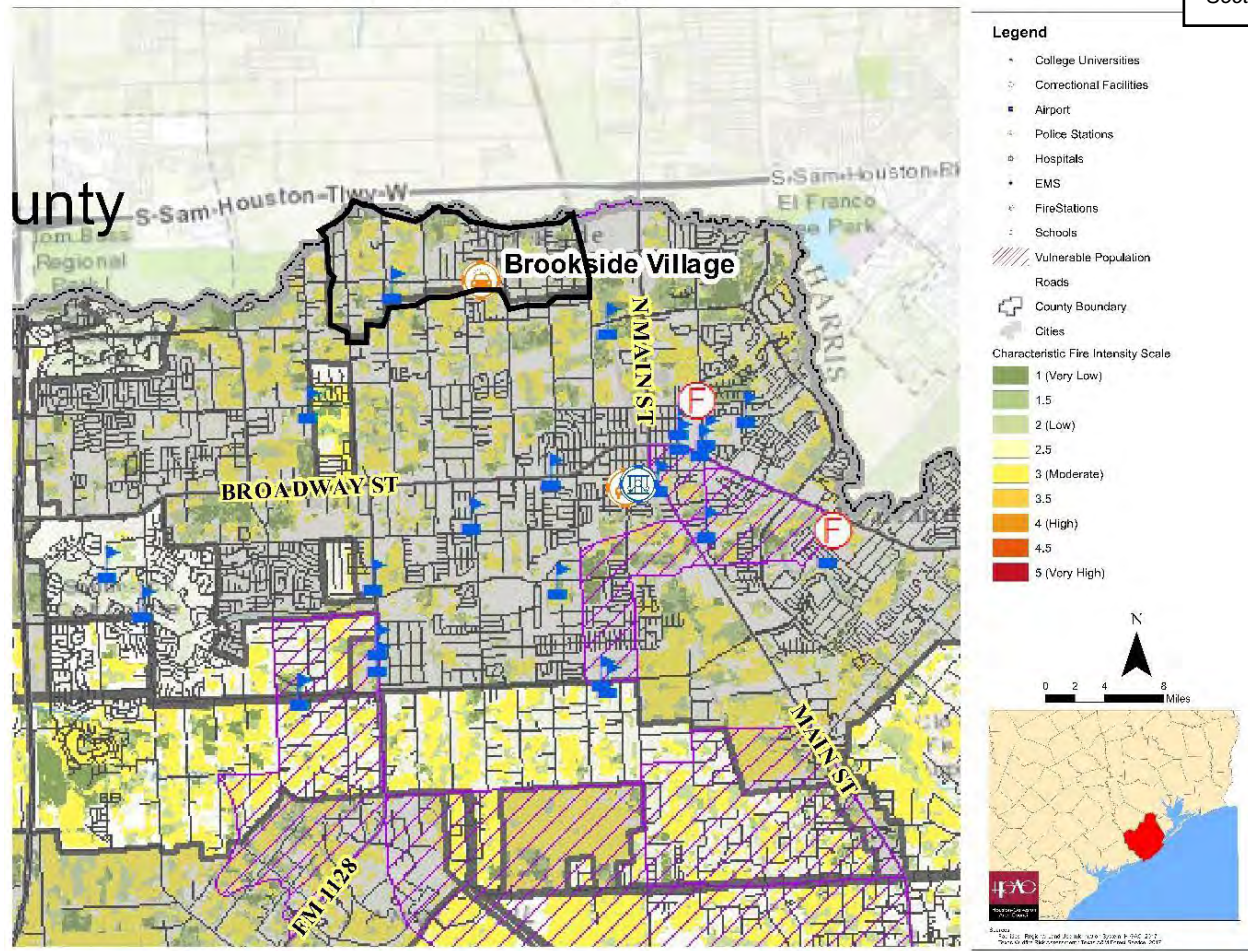 unty
S-Sam-Houston-Tlwy-W
S-Sam-Houston-
El Franco
Park
Regional
Brookside Village
HARRIS
N MAIN ST
F
BROADWAY ST
F
MAIN ST
FM 1128
Legend
College Universities
Correctional Facilities
Airport
Police Stations
Hospitals
EMS
FireStations
Schools
Vulnerable Population
Roads
County Boundary
Cities
Characteristic Fire Intensity Scale
1 (Very Low)
1.5
2 (Low)
2.5
3 (Moderate)
3.5
4 (High)
4.5
5 (Very High)
N
0 2 4 8
Miles